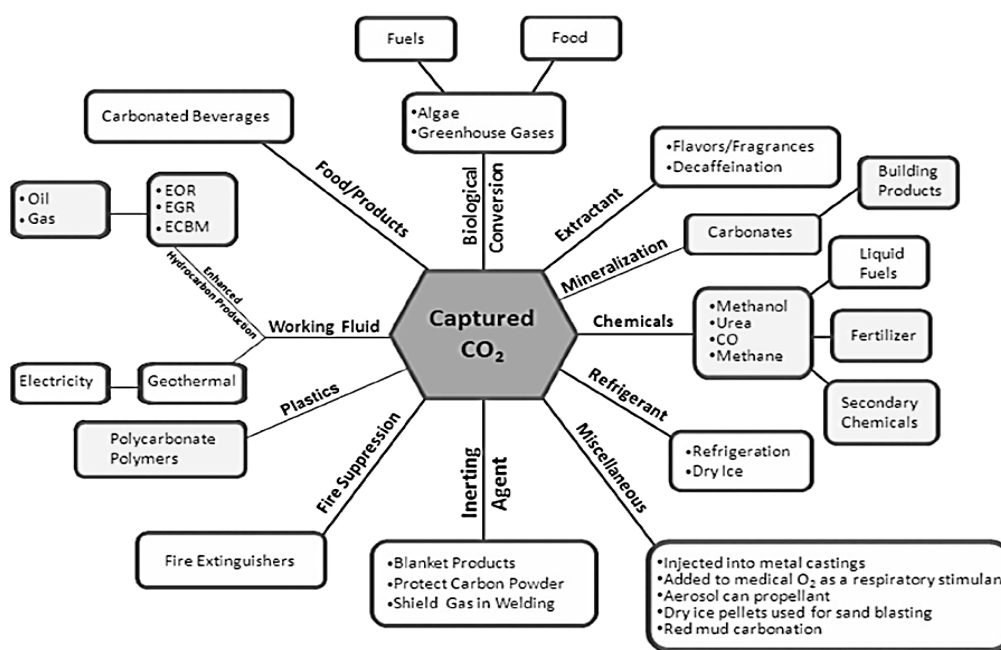 Fuels
Food
Carbonated Beverages
•Algae
•Greenhouse Gases
•Flavors/Fragrances
•Decaffeination
Building
Products
• Oil
• Gas
• EOR
• EGR
• ECBM
Food/Products
Biological
Conversion
Extractant
Mineralization
Carbonates
Liquid
Fuels
Enhanced
Hydrocarbon Production
Working Fluid
Captured
CO₂
Chemicals
•Methanol
•Urea
•CO
•Methane
Fertilizer
Electricity
Geothermal
Plastics
Refrigerant
Secondary
Chemicals
Polycarbonate
Polymers
Fire Suppression
Inerting
Agent
Miscellaneous
•Refrigeration
•Dry Ice
Fire Extinguishers
•Blanket Products
•Protect Carbon Powder
•Shield Gas in Welding
•Injected into metal castings
•Added to medical O₂ as a respiratory stimulan
•Aerosol can propellant
•Dry ice pellets used for sand blasting
•Red mud carbonation